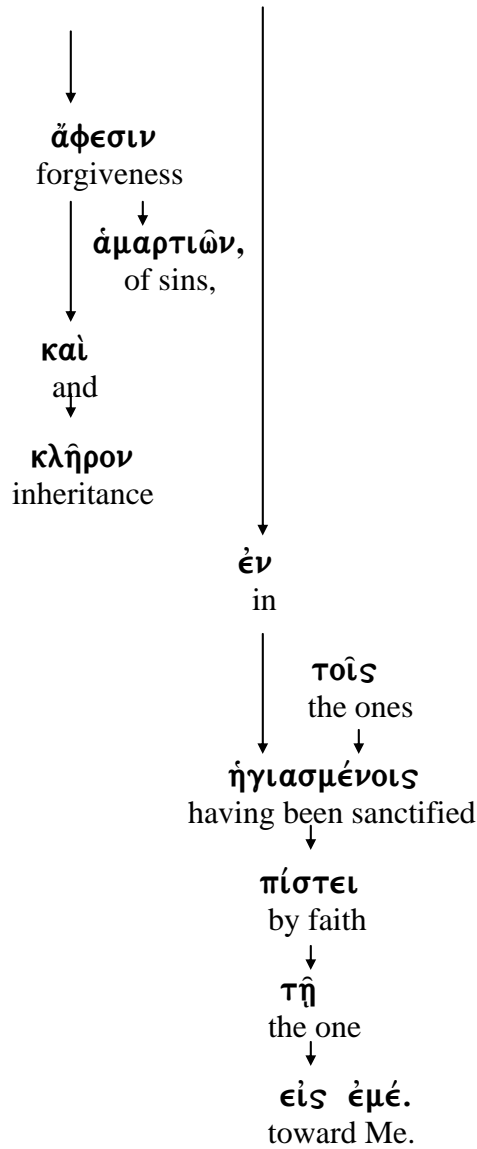 ἄφεσιν
forgiveness
ἁμαρτιῶν,
of sins,
καὶ
and
κλῆρον
inheritance
ἐν
in
τοῖς
the ones
ἡγιασμένοις
having been sanctified
πίστει
by faith
τῇ
the one
εἰς ἐμέ.
toward Me.